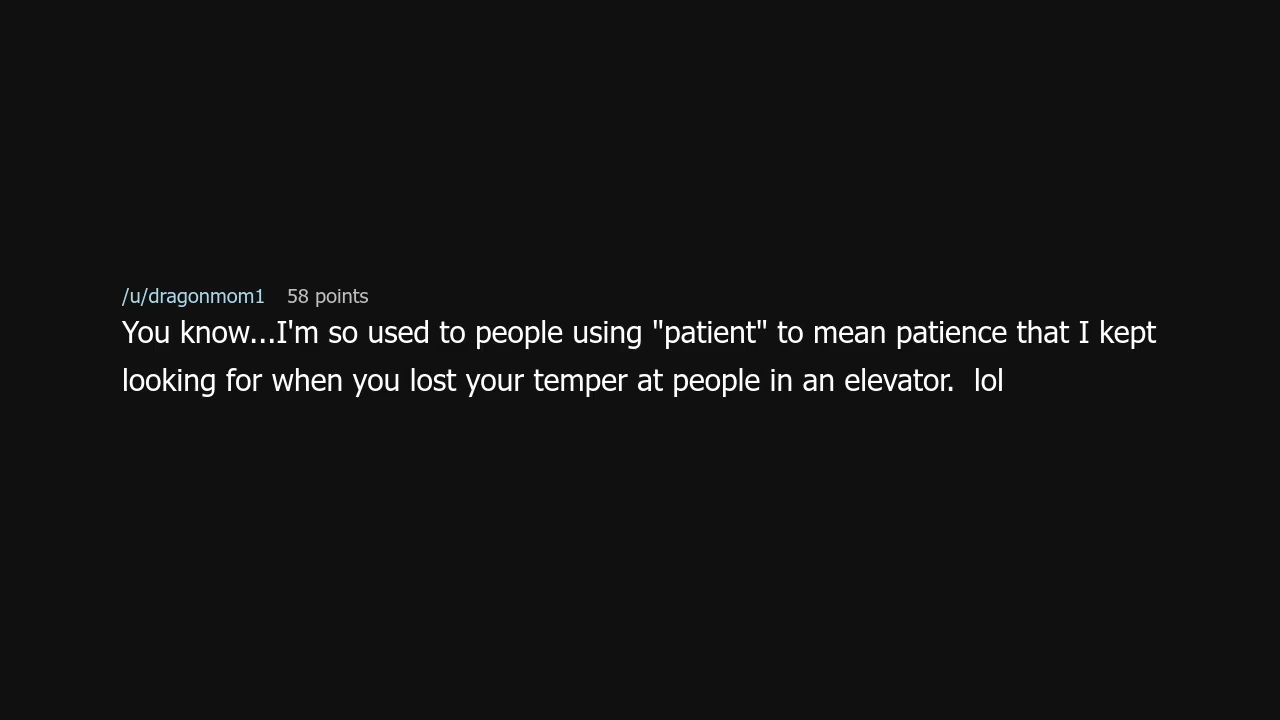 /u/dragonmom1 58 points
You know...I'm so used to people using "patient" to mean patience that I kept
looking for when you lost your temper at people in an elevator.  lol